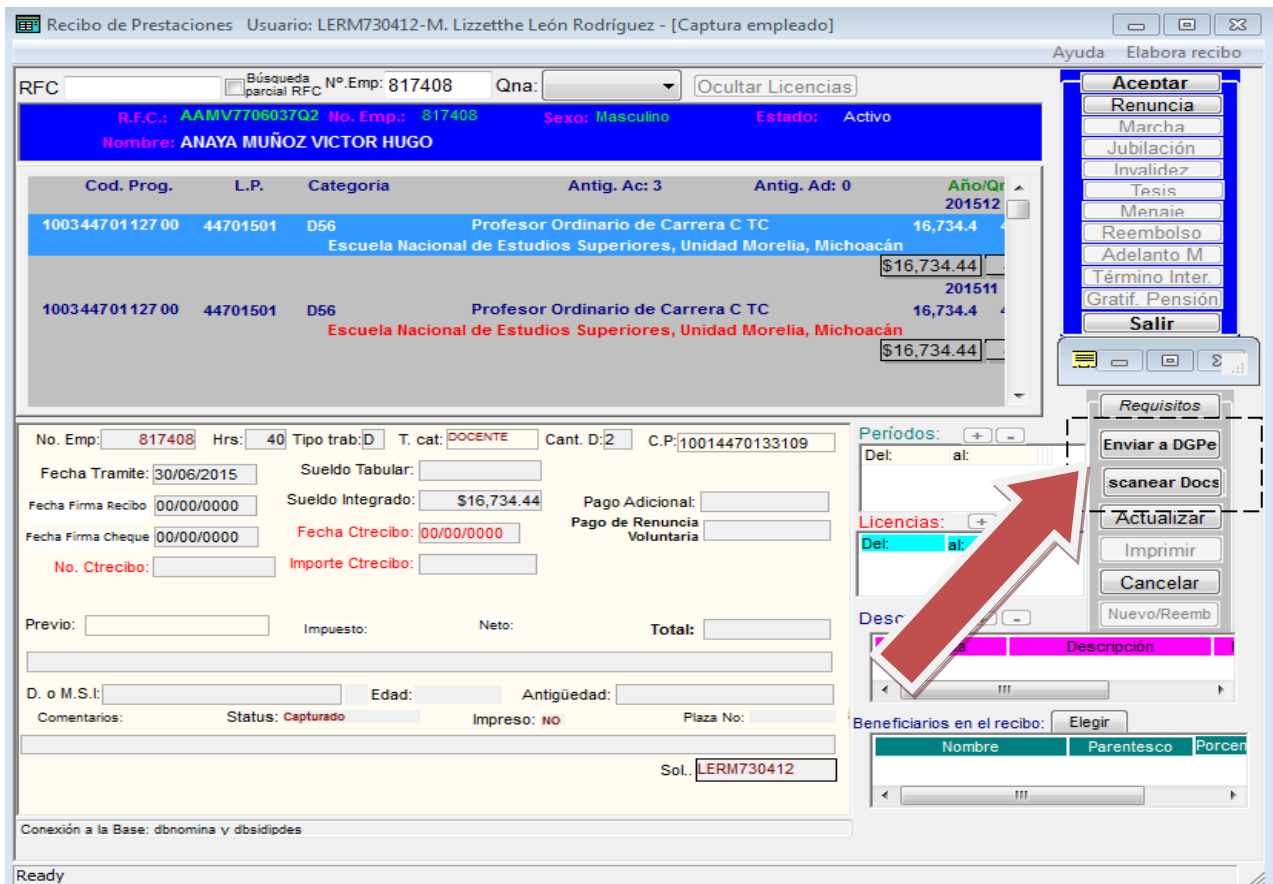 Recibo de Prestaciones Usuario: LERM730412-M. Lizzetthe León Rodríguez - [Captura empleado]
Ayuda Elabora recibo
RFC Búsqueda parcial RFC Nº.Emp: 817408 Qna: Ocultar Licencias
R.F.C.: AAMV7706037Q2 No. Emp.: 817408 Sexo: Masculino Estado: Activo
Nombre: ANAYA MUÑOZ VICTOR HUGO
Cod. Prog. L.P. Categoria Antig. Ac: 3 Antig. Ad: 0 Año/Qr
201512
10034470112700 44701501 D56 Profesor Ordinario de Carrera C TC 16,734.4
Escuela Nacional de Estudios Superiores, Unidad Morelia, Michoacán
$16,734.44
201511
10034470112700 44701501 D56 Profesor Ordinario de Carrera C TC 16,734.4
Escuela Nacional de Estudios Superiores, Unidad Morelia, Michoacán
$16,734.44
Aceptar
Renuncia
Marcha
Jubilación
Invalidez
Tesis
Menaje
Reembolso
Adelanto M
Término Inter.
Gratif. Pensión
Salir
Requisitos
Enviar a DGPe
scanear Docs
Actualizar
Imprimir
Cancelar
Nuevo/Reemb
No. Emp: 817408 Hrs: 40 Tipo trab: D T. cat: DOCENTE Cant. D: 2 C.P: 10014470133109
Fecha Tramite: 30/06/2015 Sueldo Tabular:
Fecha Firma Recibo 00/00/0000 Sueldo Integrado: $16,734.44 Pago Adicional:
Fecha Firma Cheque 00/00/0000 Fecha Ctrecibo: 00/00/0000 Pago de Renuncia Voluntaria
No. Ctrecibo: Importe Ctrecibo:
Previo: Impuesto: Neto: Total:
D. o M.S.I: Edad: Antigüedad:
Comentarios: Status: Capturado Impreso: NO Plaza No:
Sol.. LERM730412
Períodos: + -
Del: al:
Licencias: +
Del: al:
Descripción
Beneficiarios en el recibo: Elegir
Nombre Parentesco Porcen
Conexión a la Base: dbnomina y dbsidipdes
Ready